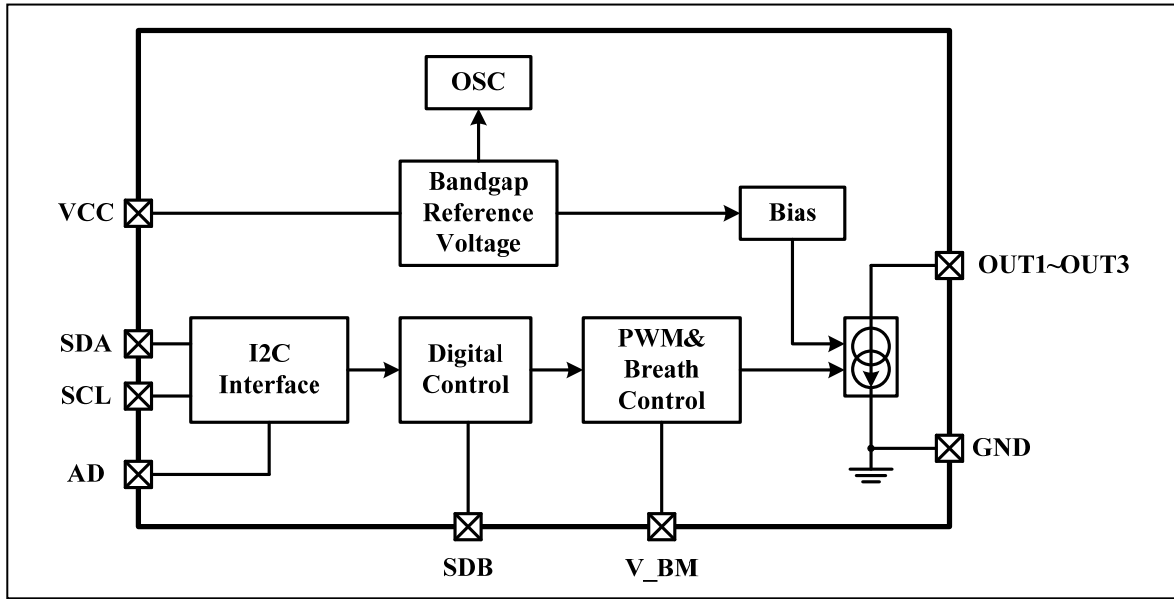 OSC
Bandgap
Reference
Voltage
VCC
Bias
OUT1~OUT3
SDA
SCL
I2C
Interface
Digital
Control
PWM&
Breath
Control
AD
GND
SDB
V_BM